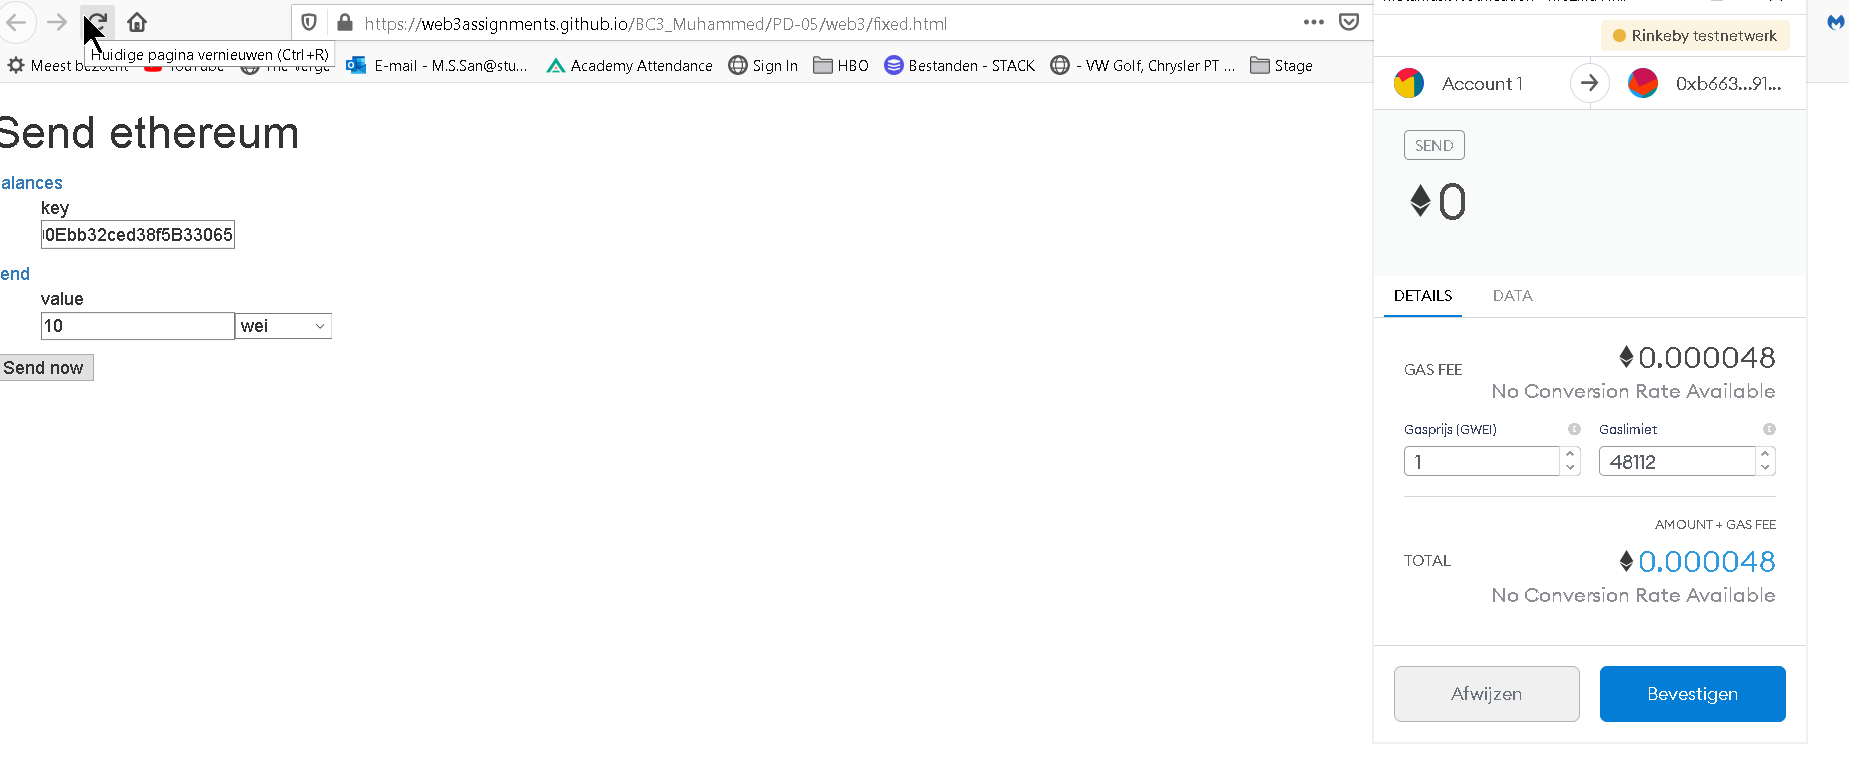 https://web3assignments.github.io/BC3_Muhammed/PD-05/web3/fixed.html
Huidige pagina vernieuwen (Ctrl+R)
Meest bezocht YouTube The Verge E-mail - M.S.San@stu... Academy Attendance Sign In HBO Bestanden - STACK - VW Golf, Chrysler PT ... Stage
Send ethereum
alances
key
0Ebb32ced38f5B33065
end
value
10 wei
Send now
Rinkeby testnetwerk
Account 1 0xb663...91...
SEND
0
DETAILS DATA
GAS FEE 0.000048
No Conversion Rate Available
Gasprijs (GWEI) Gaslimiet
1 48112
AMOUNT + GAS FEE
TOTAL 0.000048
No Conversion Rate Available
Afwijzen Bevestigen